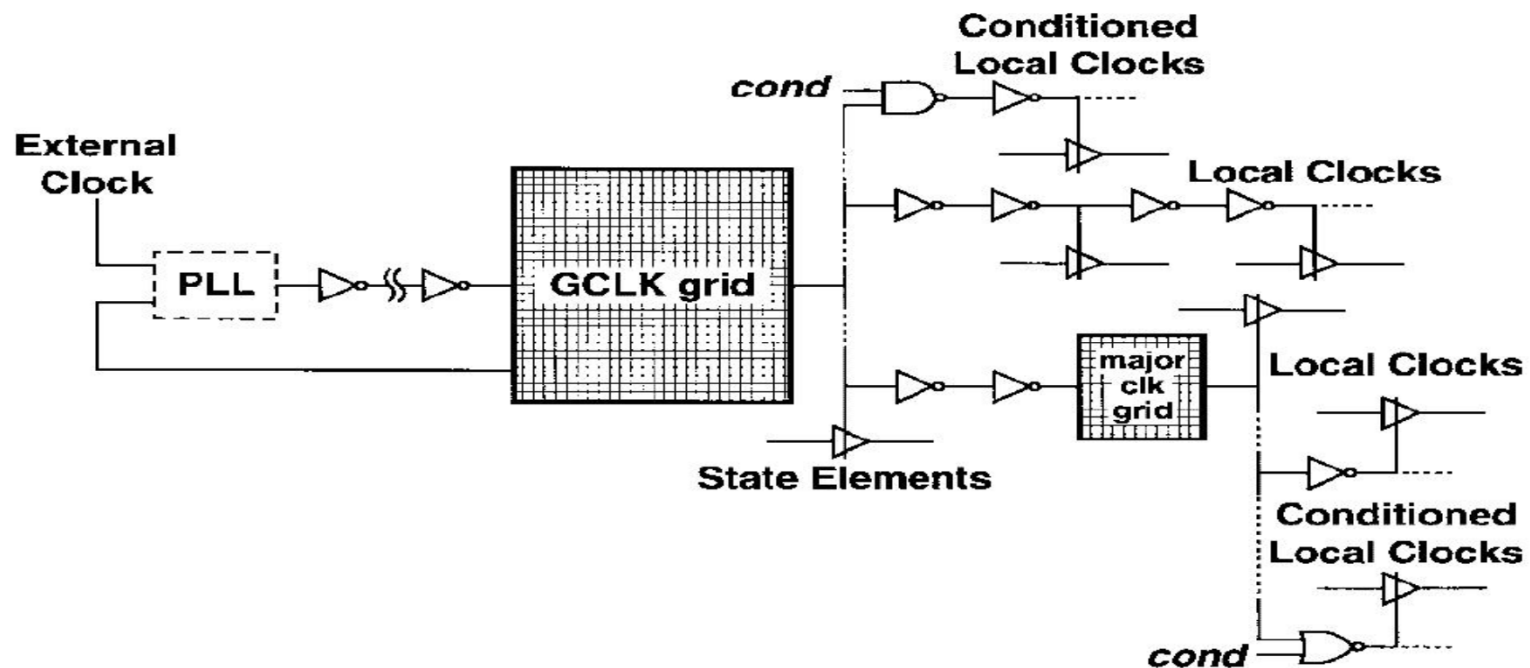 Conditioned
Local Clocks
cond
External
Clock
Local Clocks
PLL
GCLK grid
major
clk
grid
Local Clocks
State Elements
Conditioned
Local Clocks
cond